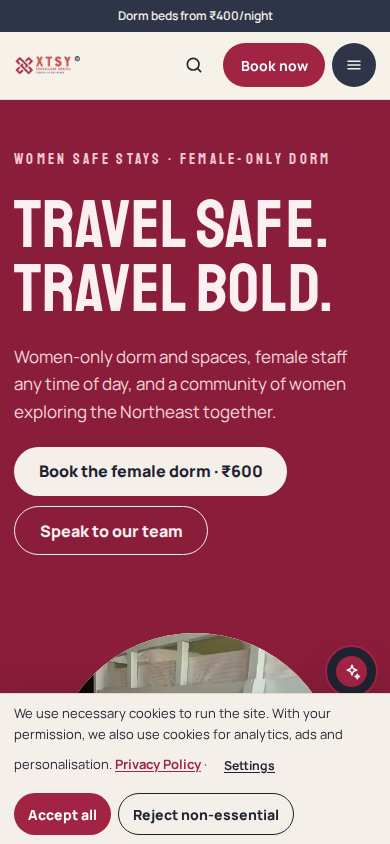 Dorm beds from ₹400/night
XTSY
Book now
WOMEN SAFE STAYS · FEMALE-ONLY DORM
TRAVEL SAFE.
TRAVEL BOLD.
Women-only dorm and spaces, female staff
any time of day, and a community of women
exploring the Northeast together.
Book the female dorm · ₹600
Speak to our team
We use necessary cookies to run the site. With your
permission, we also use cookies for analytics, ads and
personalisation. Privacy Policy · Settings
Accept all
Reject non-essential